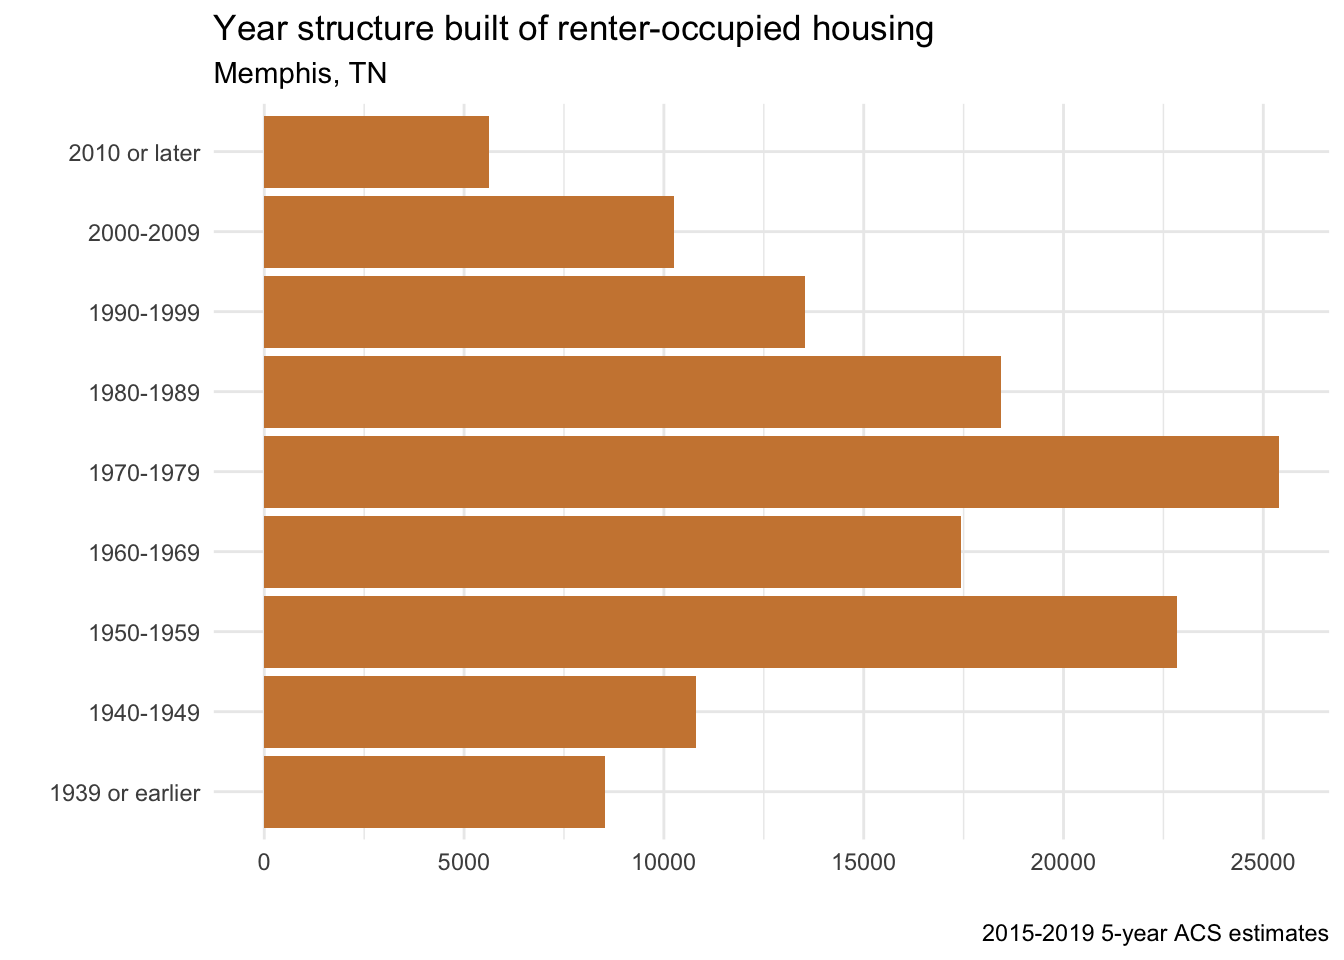 Year structure built of renter-occupied housing
Memphis, TN
2010 or later
2000-2009
1990-1999
1980-1989
1970-1979
1960-1969
1950-1959
1940-1949
1939 or earlier
0 5000 10000 15000 20000 25000
2015-2019 5-year ACS estimates